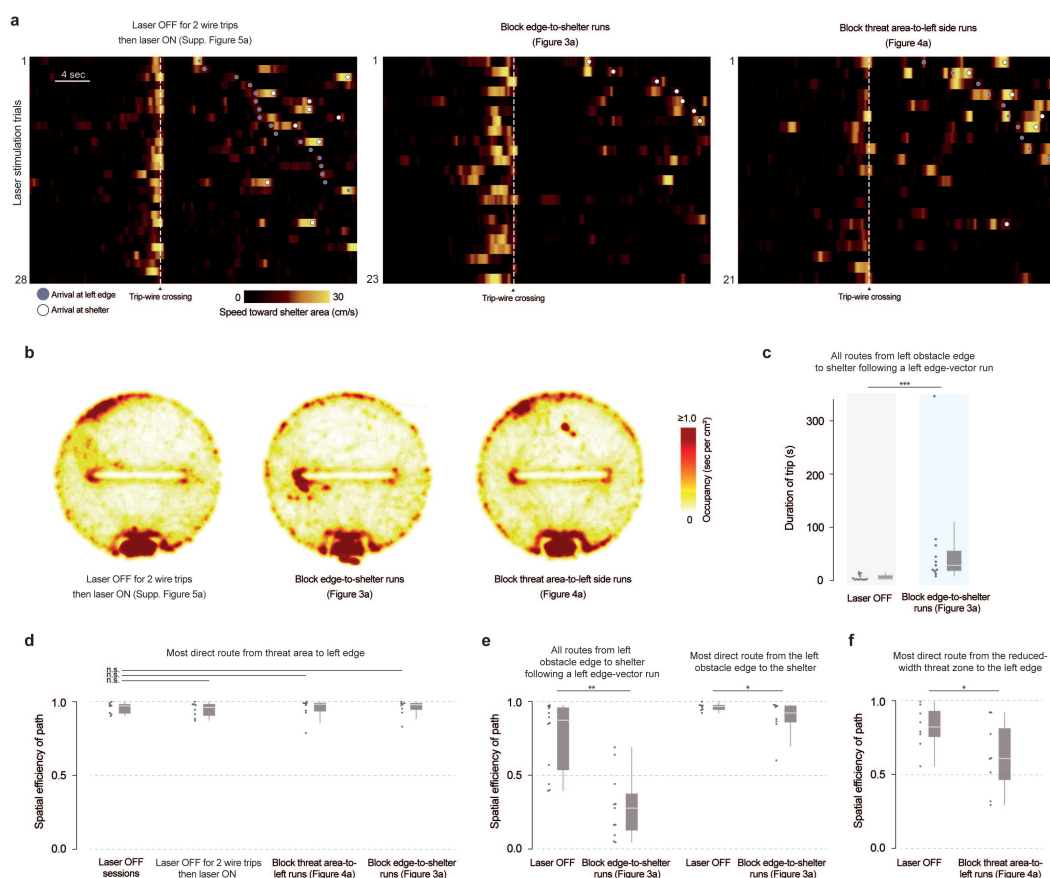 a
Laser OFF for 2 wire trips
then laser ON (Supp. Figure 5a)
Block edge-to-shelter runs
(Figure 3a)
Block threat area-to-left side runs
(Figure 4a)
Laser stimulation trials
1
4 sec
28
1
23
1
21
Trip-wire crossing
Trip-wire crossing
Trip-wire crossing
Arrival at left edge
Arrival at shelter
0
30
Speed toward shelter area (cm/s)
b
≥1.0
0
Occupancy (sec per cm²)
Laser OFF for 2 wire trips
then laser ON (Supp. Figure 5a)
Block edge-to-shelter runs
(Figure 3a)
Block threat area-to-left side runs
(Figure 4a)
c
All routes from left obstacle edge
to shelter following a left edge-vector run
***
Duration of trip (s)
300
200
100
0
Laser OFF
Block edge-to-shelter
runs (Figure 3a)
d
Most direct route from threat area to left edge
n.s.
n.s.
n.s.
Spatial efficiency of path
1.0
0.5
0.0
Laser OFF
sessions
Laser OFF for 2 wire trips
then laser ON
Block threat area-to-
left runs (Figure 4a)
Block edge-to-shelter
runs (Figure 3a)
e
All routes from left
obstacle edge to shelter
following a left edge-vector run
**
Most direct route from the left
obstacle edge to the shelter
*
Spatial efficiency of path
1.0
0.5
0.0
Laser OFF
Block edge-to-shelter
runs (Figure 3a)
Laser OFF
Block edge-to-shelter
runs (Figure 3a)
f
Most direct route from the reduced-
width threat zone to the left edge
*
Spatial efficiency of path
1.0
0.5
0.0
Laser OFF
Block threat area-to-
left runs (Figure 4a)